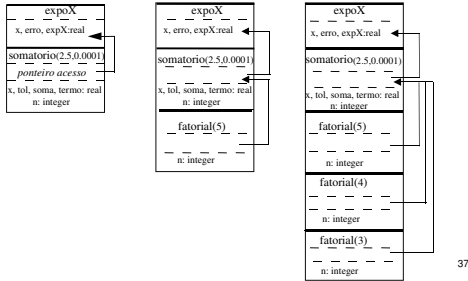 expoX
x, erro, expX:real
somatorio(2.5,0.0001)
ponteiro acesso
x, tol, soma, termo: real
n: integer
expoX
x, erro, expX:real
somatorio(2.5,0.0001)
x, tol, soma, termo: real
n: integer
fatorial(5)
n: integer
expoX
x, erro, expX:real
somatorio(2.5,0.0001)
x, tol, soma, termo: real
n: integer
fatorial(5)
n: integer
fatorial(4)
n: integer
fatorial(3)
n: integer
37